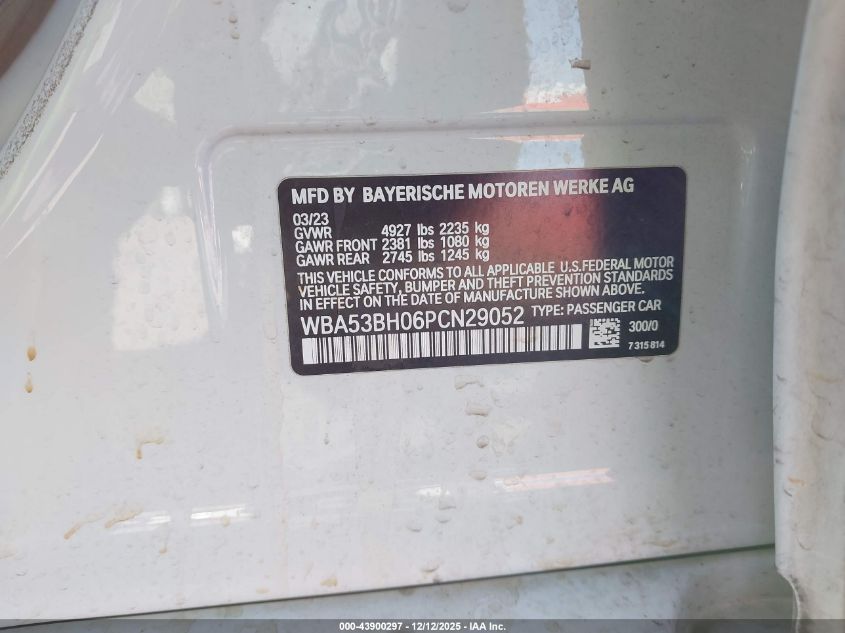 MFD BY BAYERISCHE MOTOREN WERKE AG
03/23
GVWR 4927 lbs 2235 kg
GAWR FRONT 2381 lbs 1080 kg
GAWR REAR 2745 lbs 1245 kg
THIS VEHICLE CONFORMS TO ALL APPLICABLE U.S.FEDERAL MOTOR
VEHICLE SAFETY, BUMPER AND THEFT PREVENTION STANDARDS
IN EFFECT ON THE DATE OF MANUFACTURE SHOWN ABOVE.
WBA53BH06PCN29052 TYPE: PASSENGER CAR
300/0
7 315 814
000-43900297 - 12/12/2025 - IAA Inc.